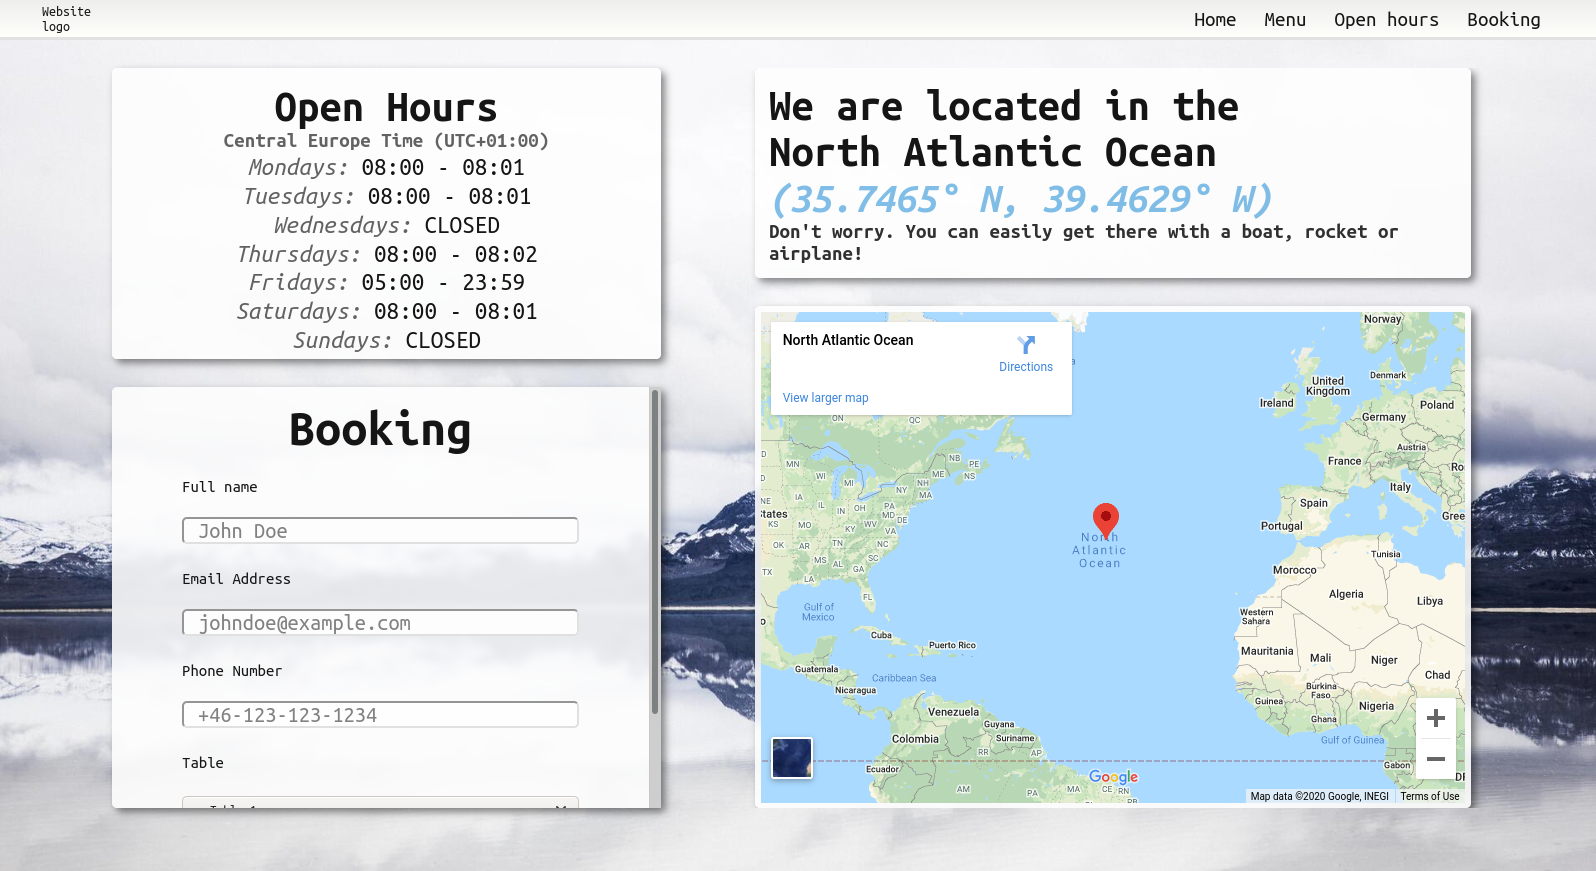 Website
logo
Home Menu Open hours Booking
Open Hours
Central Europe Time (UTC+01:00)
Mondays: 08:00 - 08:01
Tuesdays: 08:00 - 08:01
Wednesdays: CLOSED
Thursdays: 08:00 - 08:02
Fridays: 05:00 - 23:59
Saturdays: 08:00 - 08:01
Sundays: CLOSED
Booking
Full name
John Doe
Email Address
johndoe@example.com
Phone Number
+46-123-123-1234
Table
We are located in the
North Atlantic Ocean
(35.7465° N, 39.4629° W)
Don't worry. You can easily get there with a boat, rocket or
airplane!
North Atlantic Ocean
Directions
View larger map
Norway
Denmark
United
Kingdom
Ireland
Poland
Germany
Austria
France
Ro
Italy
Spain
Gree
Portugal
Tunisia
Morocco
Algeria
Libya
Western
Sahara
Mauritania
Mali
Niger
Chad
Burkina
Faso
Guinea
Nigeria
Ghana
Gulf of Guinea
Gabon
ON
QC
NB
PE
MN
NS
ME
WI
MI
NH
NY
MA
IA
NE
PA
IL
IN
OH
NJ
tates
KS
MO
WV
MD
DE
KY
VA
OK
AR
TN
NC
MS
SC
TX
AL
GA
LA
FL
Gulf of
Mexico
Cuba
Puerto Rico
Guatemala
Caribbean Sea
Nicaragua
Venezuela
Guyana
Colombia
Suriname
RR
AP
Ecuador
AM
PA
MA
CE
RN
PB
North
Atlantic
Ocean
Google
Map data ©2020 Google, INEGI
Terms of Use